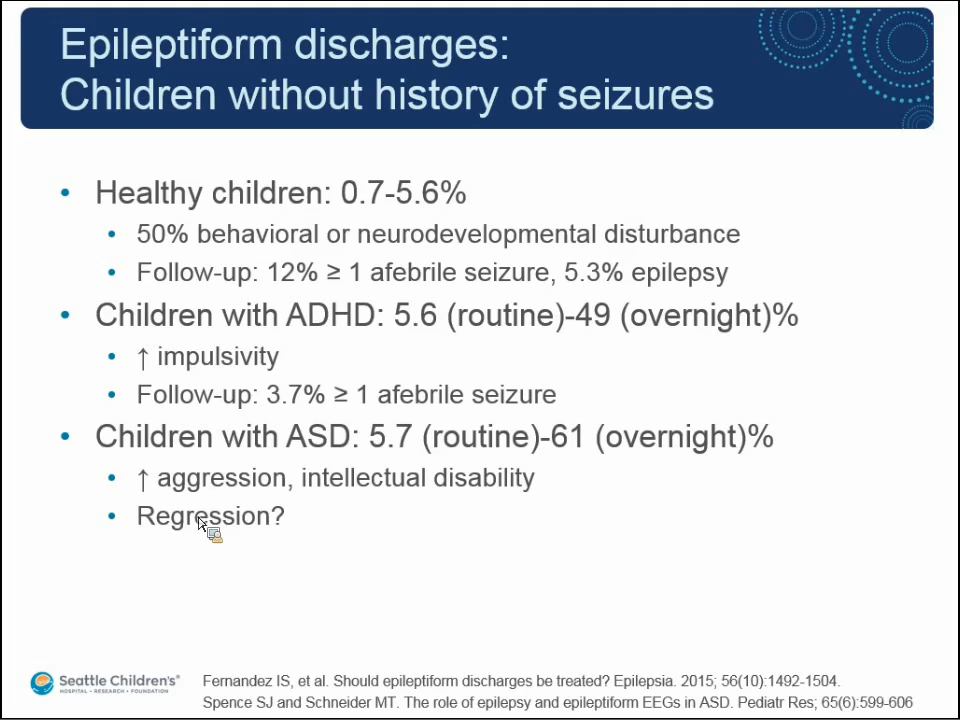 Epileptiform discharges:
Children without history of seizures
• Healthy children: 0.7-5.6%
• 50% behavioral or neurodevelopmental disturbance
• Follow-up: 12% ≥ 1 afebrile seizure, 5.3% epilepsy
• Children with ADHD: 5.6 (routine)-49 (overnight)%
• ↑ impulsivity
• Follow-up: 3.7% ≥ 1 afebrile seizure
• Children with ASD: 5.7 (routine)-61 (overnight)%
• ↑ aggression, intellectual disability
• Regression?
Seattle Children's®
HOSPITAL • RESEARCH • FOUNDATION
Fernandez IS, et al. Should epileptiform discharges be treated? Epilepsia. 2015; 56(10):1492-1504.
Spence SJ and Schneider MT. The role of epilepsy and epileptiform EEGs in ASD. Pediatr Res; 65(6):599-606